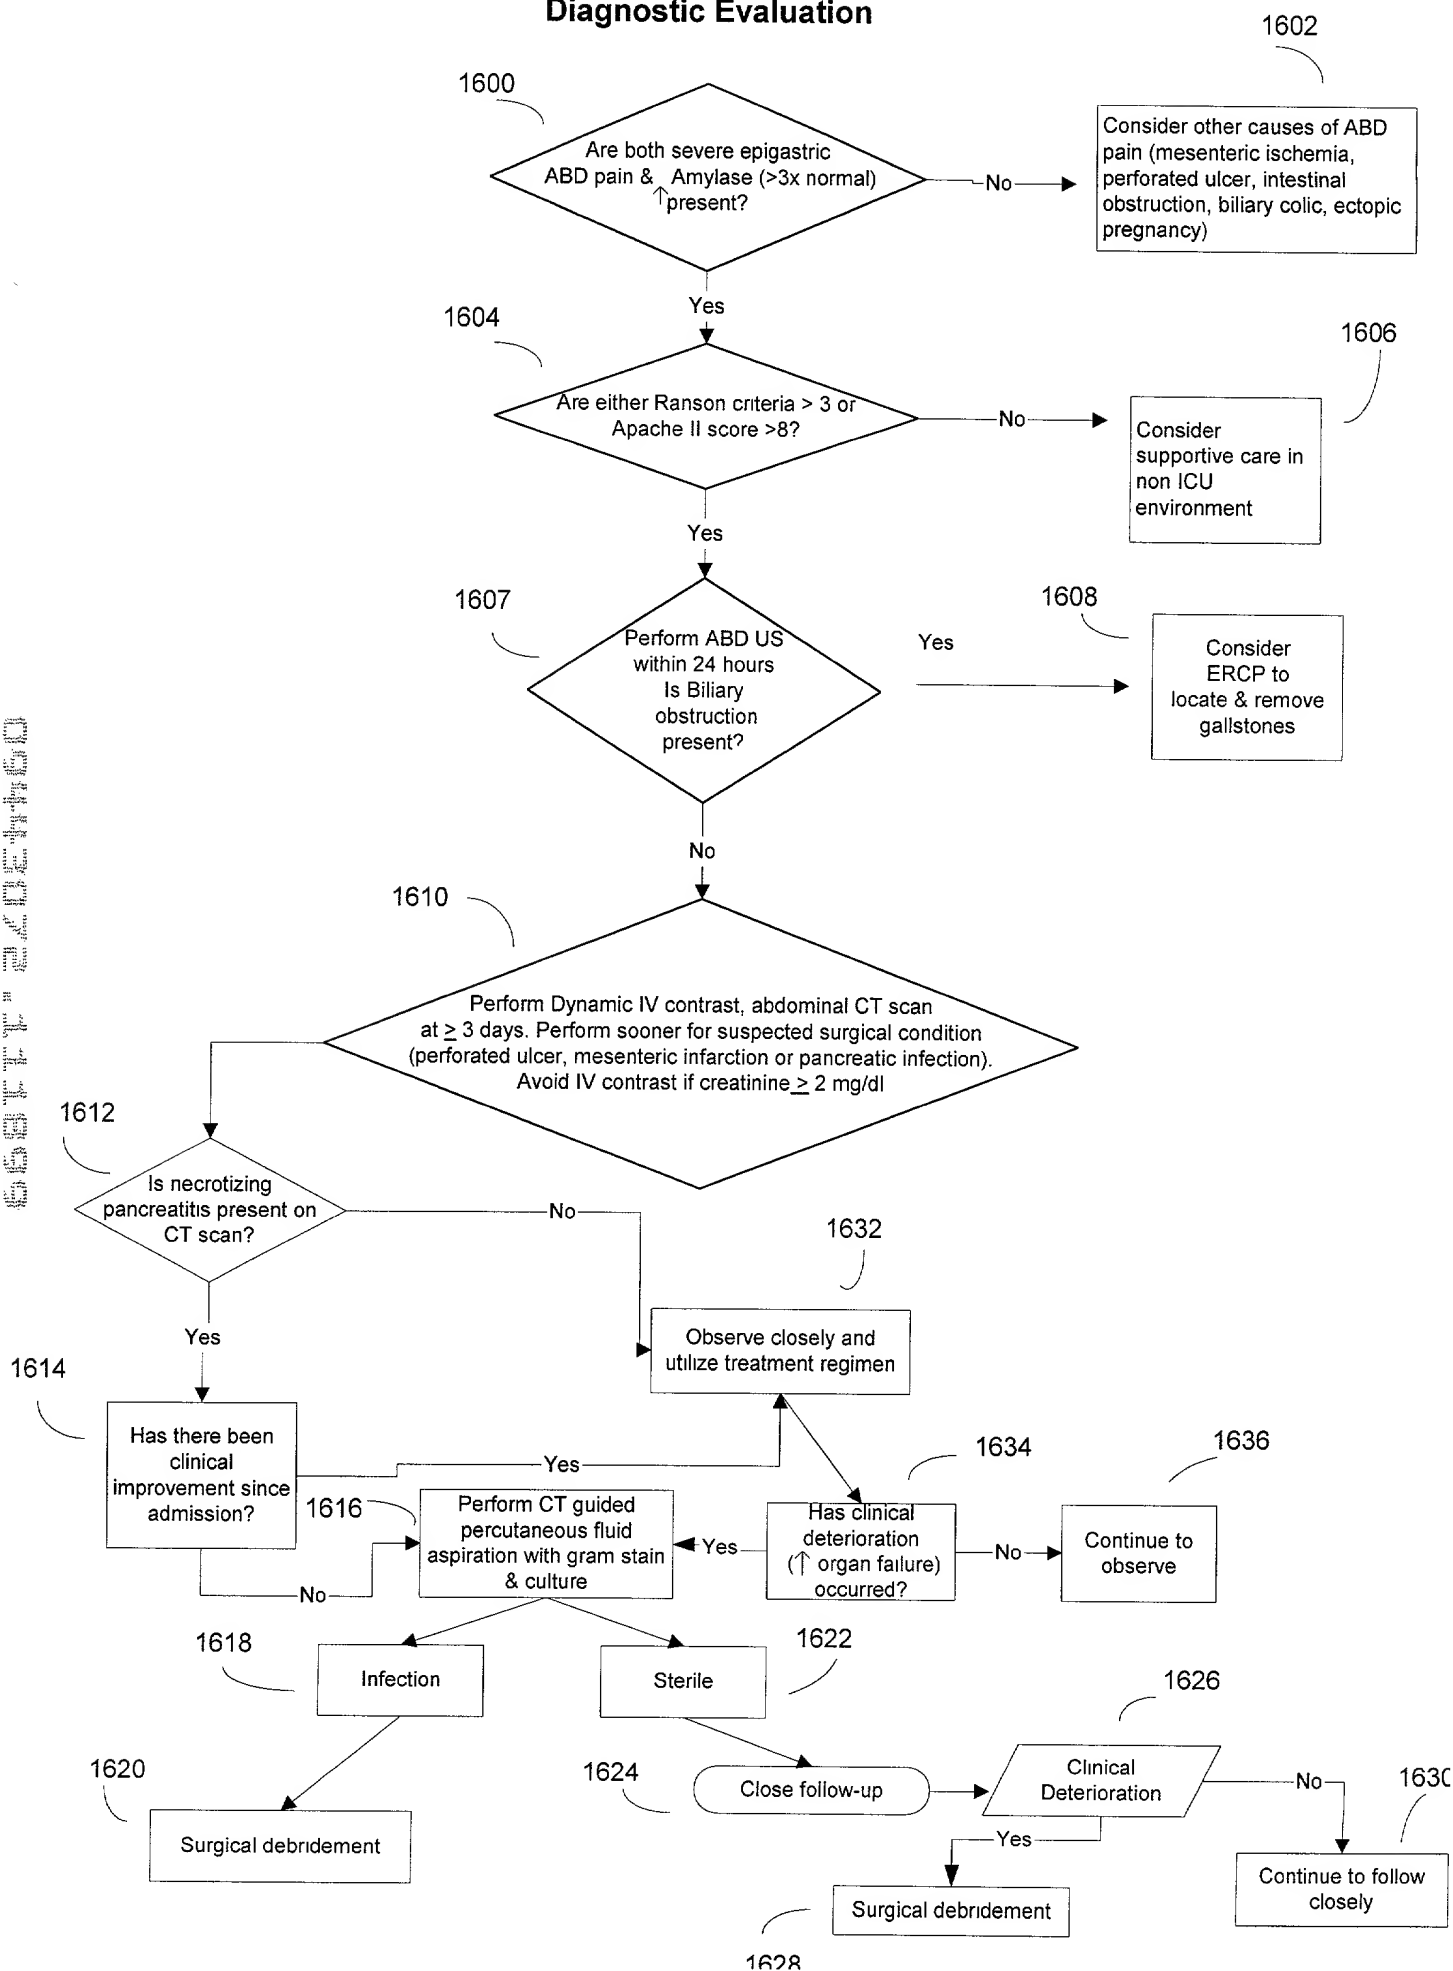 Diagnostic Evaluation
1602
1600
Are both severe epigastric
ABD pain & ↑ Amylase (>3x normal)
present?
No
Consider other causes of ABD
pain (mesenteric ischemia,
perforated ulcer, intestinal
obstruction, biliary colic, ectopic
pregnancy)
Yes
1604
1606
Are either Ranson criteria > 3 or
Apache II score >8?
No
Consider
supportive care in
non ICU
environment
Yes
1607
1608
Perform ABD US
within 24 hours
Is Biliary
obstruction
present?
Yes
Consider
ERCP to
locate & remove
gallstones
No
1610
Perform Dynamic IV contrast, abdominal CT scan
at ≥ 3 days. Perform sooner for suspected surgical condition
(perforated ulcer, mesenteric infarction or pancreatic infection).
Avoid IV contrast if creatinine ≥ 2 mg/dl
1612
Is necrotizing
pancreatitis present on
CT scan?
No
1632
Yes
Observe closely and
utilize treatment regimen
1614
Has there been
clinical
improvement since
admission?
Yes
1634
1636
1616
Perform CT guided
percutaneous fluid
aspiration with gram stain
& culture
Yes
Has clinical
deterioration
(↑ organ failure)
occurred?
No
Continue to
observe
No
1618
Infection
Sterile
1622
1626
1620
Surgical debridement
1624
Close follow-up
Clinical
Deterioration
No
1630
Yes
Continue to follow
closely
Surgical debridement
1628